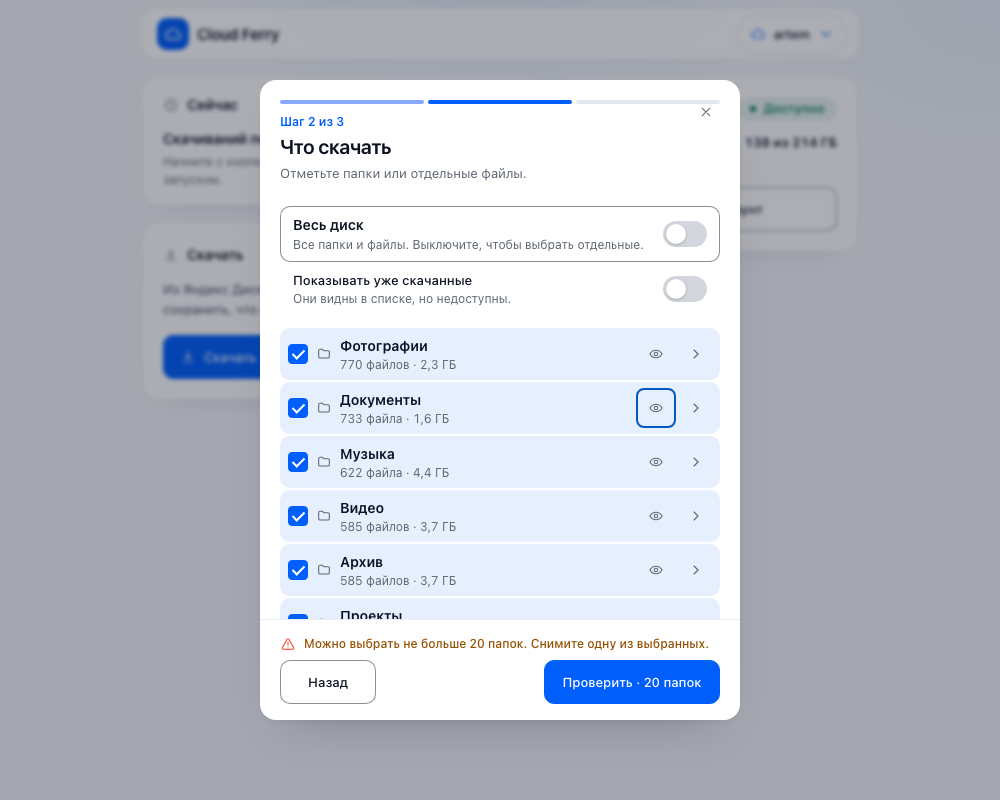 Cloud Ferry
artem
Сейчас
Доступно
138 из 214 ГБ
Скачать
Скачать
Шаг 2 из 3
Что скачать
Отметьте папки или отдельные файлы.
Весь диск
Все папки и файлы. Выключите, чтобы выбрать отдельные.
Показывать уже скачанные
Они видны в списке, но недоступны.
Фотографии
770 файлов · 2,3 ГБ
Документы
733 файла · 1,6 ГБ
Музыка
622 файла · 4,4 ГБ
Видео
585 файлов · 3,7 ГБ
Архив
585 файлов · 3,7 ГБ
Проекты
Можно выбрать не больше 20 папок. Снимите одну из выбранных.
Назад
Проверить · 20 папок